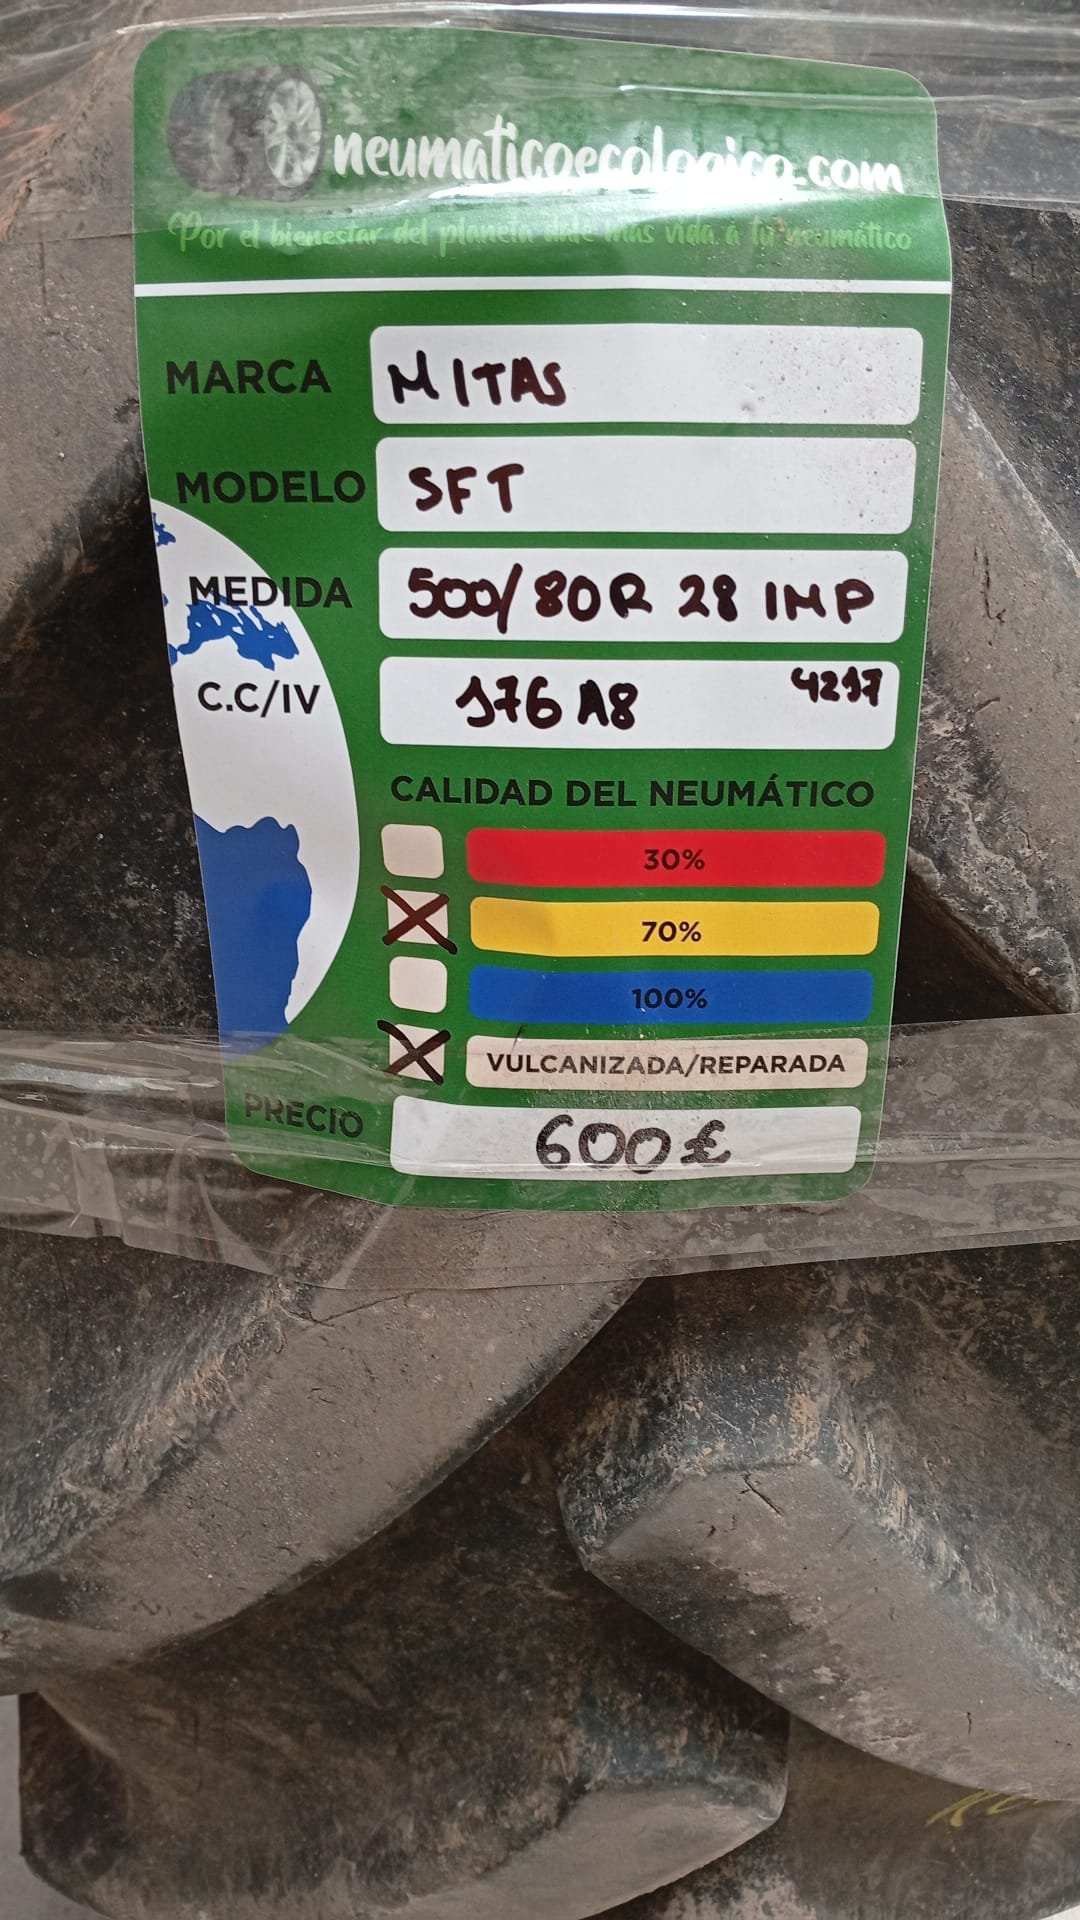 neumaticoecologico.com
Por el bienestar del planeta dale mas vida a tu neumático
MARCA MITAS
MODELO SFT
MEDIDA 500/80R 28 IMP
C.C/IV 176 A8 4217
CALIDAD DEL NEUMÁTICO
30%
70%
100%
VULCANIZADA/REPARADA
PRECIO 600€